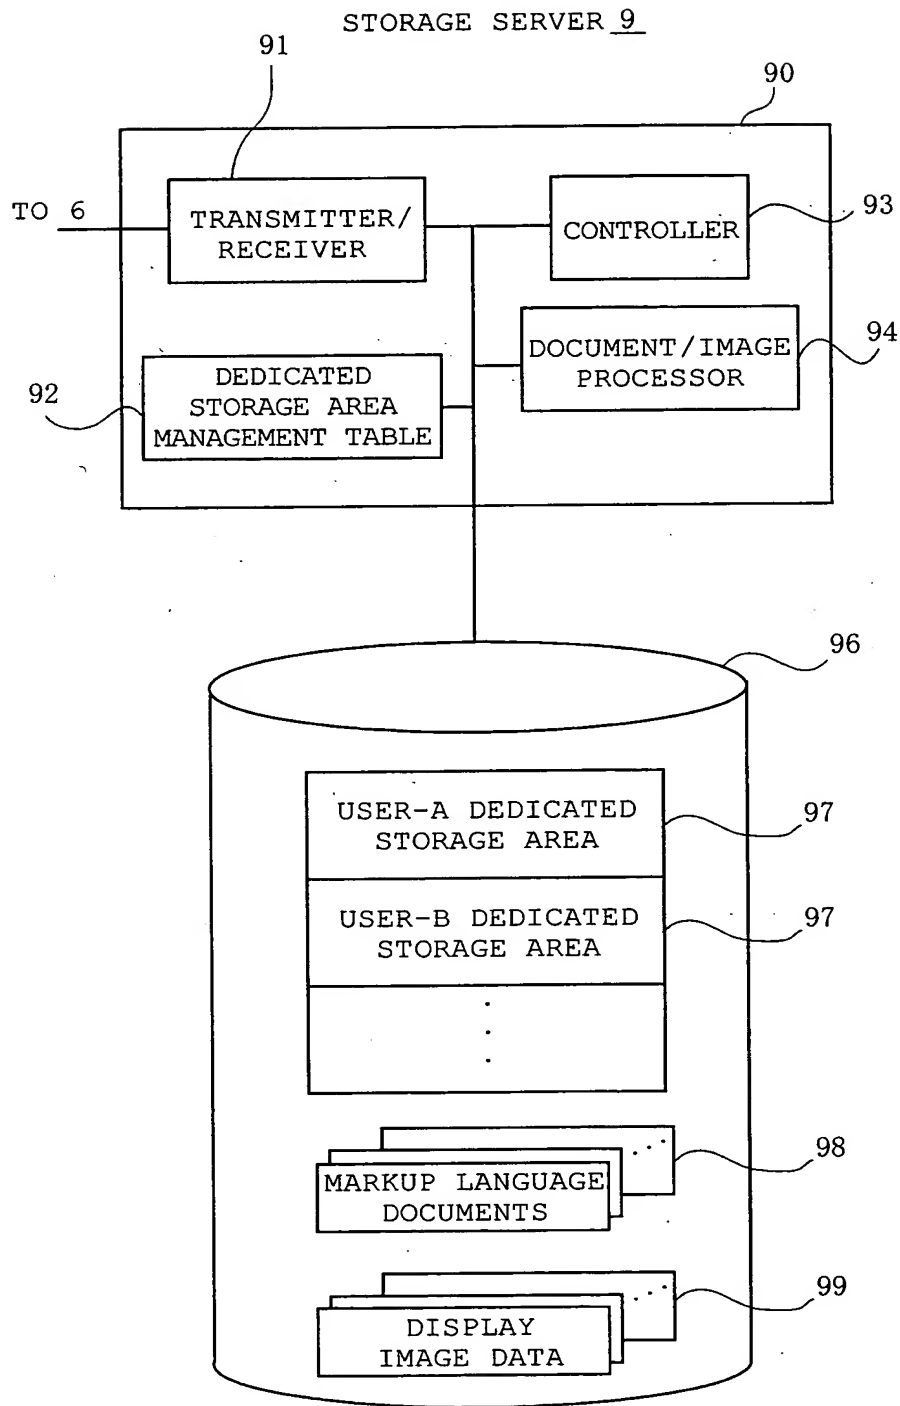 STORAGE SERVER 9
91
90
TO 6
TRANSMITTER/
RECEIVER
CONTROLLER
93
DOCUMENT/IMAGE
PROCESSOR
94
92
DEDICATED
STORAGE AREA
MANAGEMENT TABLE
96
USER-A DEDICATED
STORAGE AREA
97
USER-B DEDICATED
STORAGE AREA
97
98
MARKUP LANGUAGE
DOCUMENTS
99
DISPLAY
IMAGE DATA